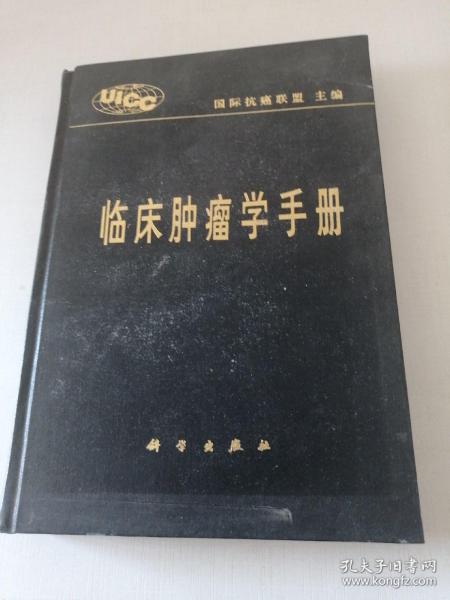 UICC
国际抗癌联盟 主编
临床肿瘤学手册
科学出版社
孔夫子旧书网
www.kongfz.com